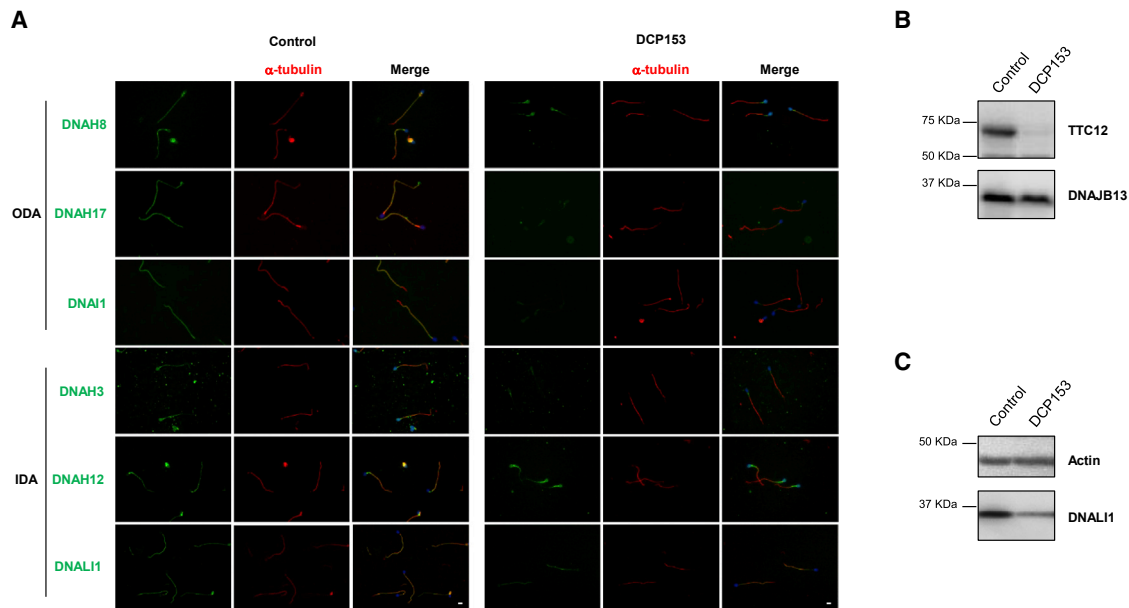 A
Control
DCP153
α-tubulin
Merge
α-tubulin
Merge
ODA
DNAH8
DNAH17
DNAI1
IDA
DNAH3
DNAH12
DNALI1
B
Control
DCP153
75 KDa
TTC12
50 KDa
37 KDa
DNAJB13
C
Control
DCP153
50 KDa
Actin
37 KDa
DNALI1